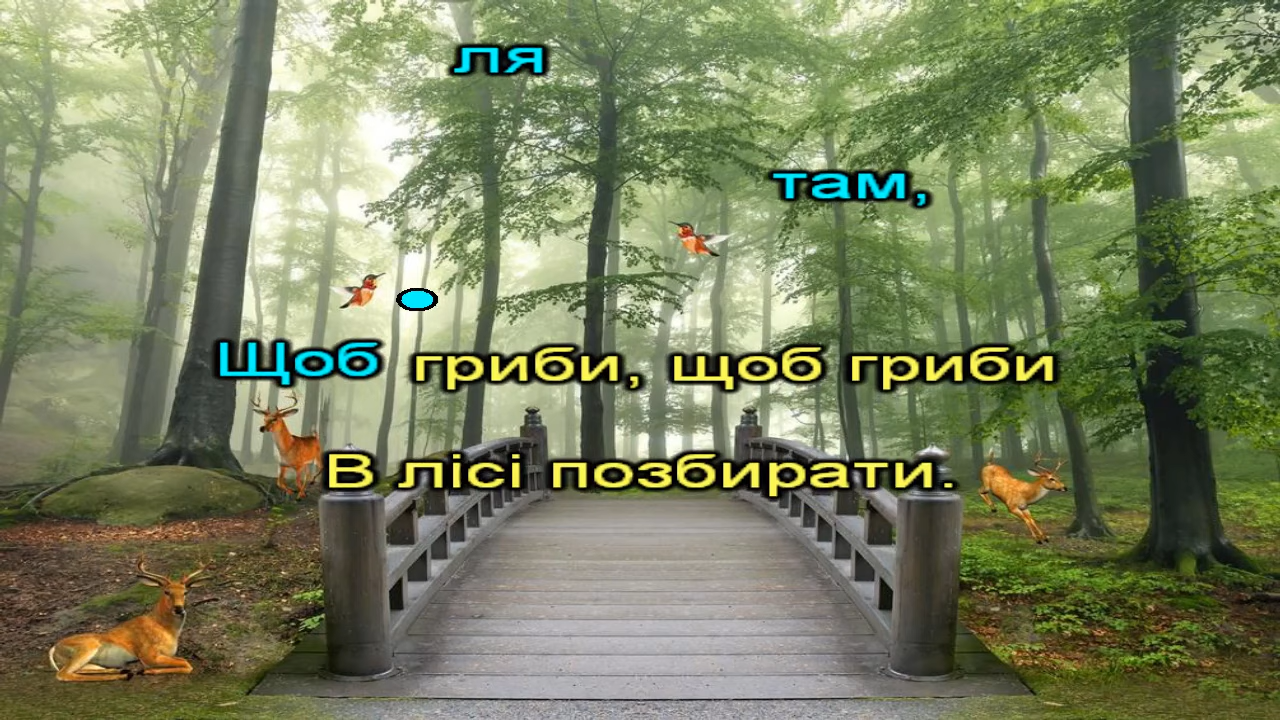 ля
там,
Щоб гриби, щоб гриби
В лісі позбирати.